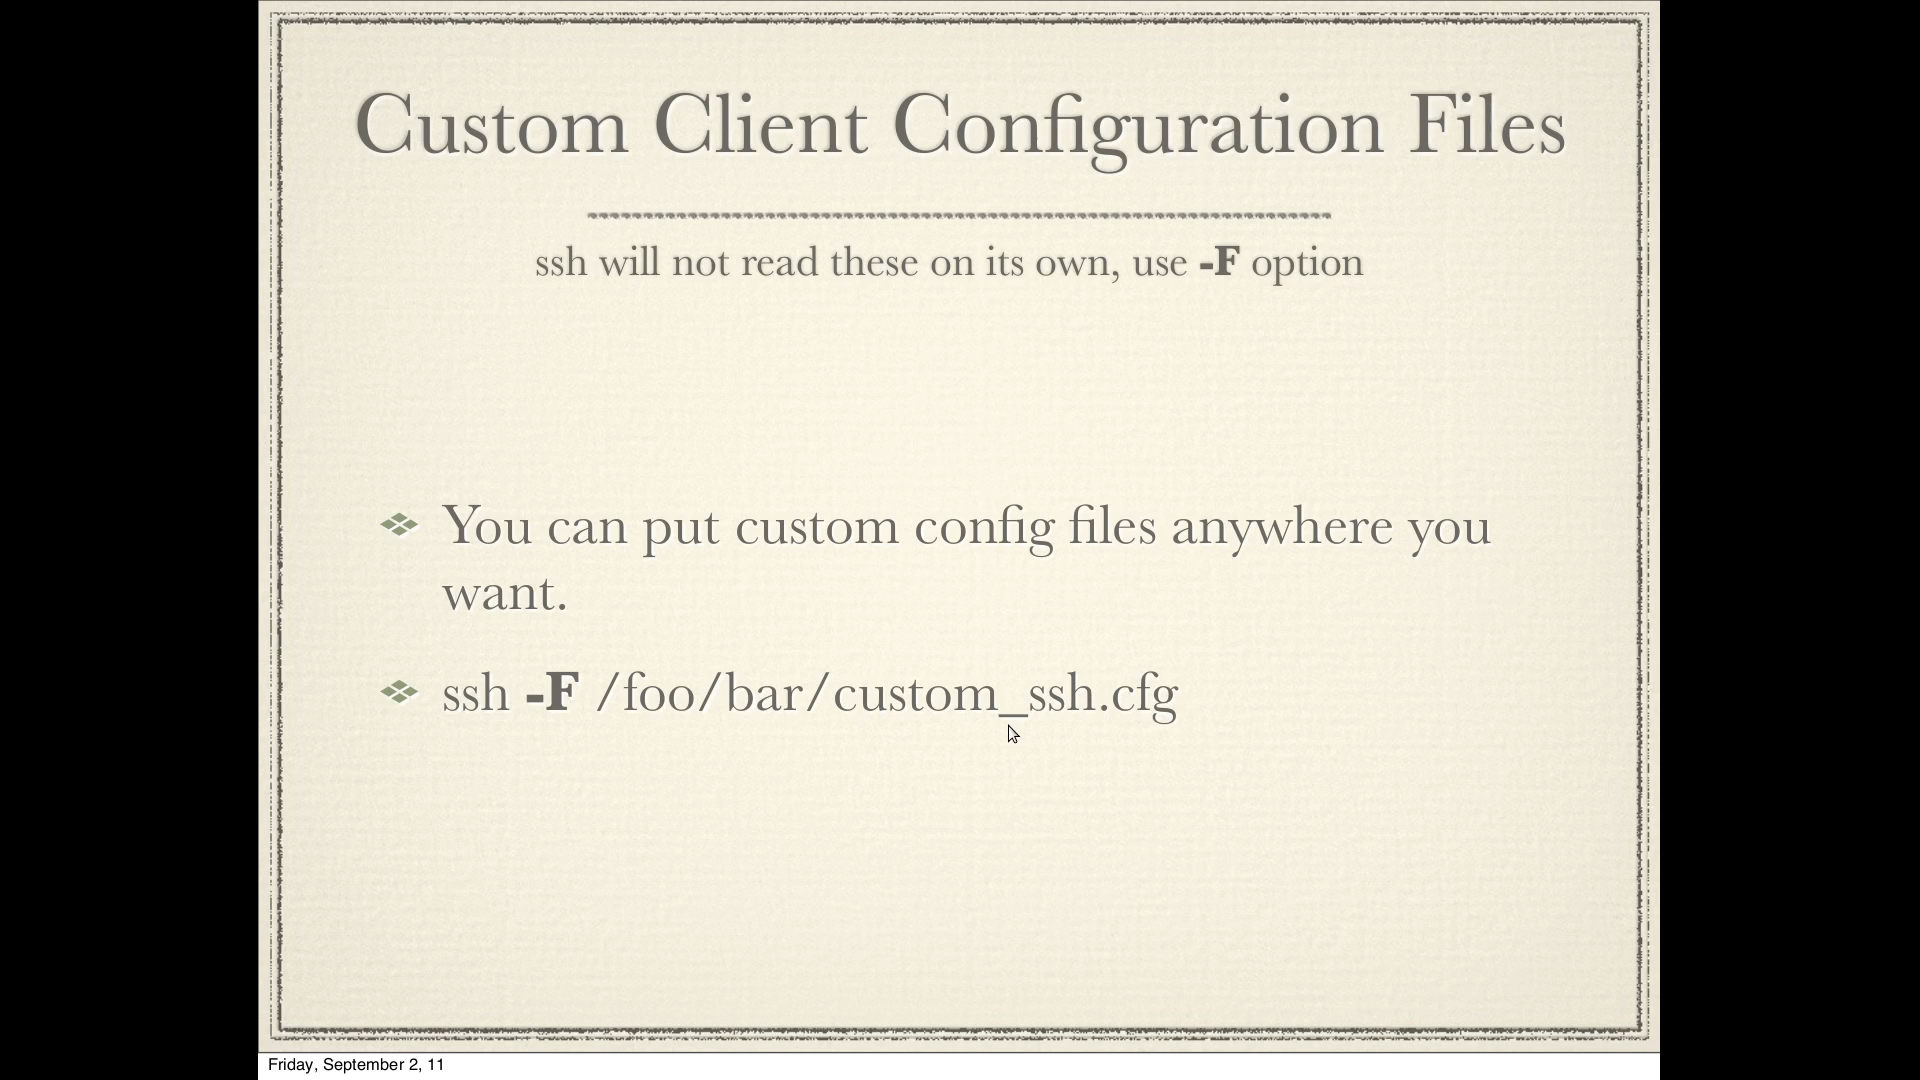 Custom Client Configuration Files
ssh will not read these on its own, use -F option
You can put custom config files anywhere you
want.
ssh -F /foo/bar/custom_ssh.cfg
Friday, September 2, 11